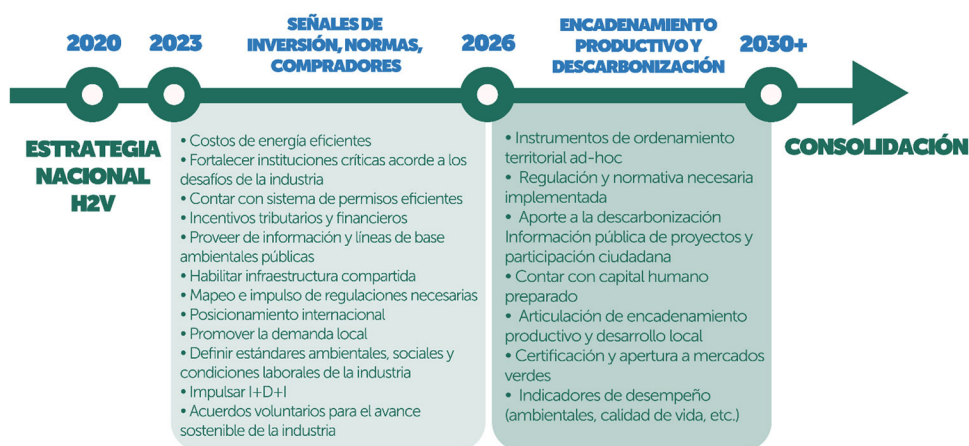 2020
2023
SEÑALES DE
INVERSIÓN, NORMAS,
COMPRADORES
2026
ENCADENAMIENTO
PRODUCTIVO Y
DESCARBONIZACIÓN
2030+
ESTRATEGIA
NACIONAL
H2V
• Costos de energía eficientes
• Fortalecer instituciones críticas acorde a los
desafíos de la industria
• Contar con sistema de permisos eficientes
• Incentivos tributarios y financieros
• Proveer de información y líneas de base
ambientales públicas
• Habilitar infraestructura compartida
• Mapeo e impulso de regulaciones necesarias
• Posicionamiento internacional
• Promover la demanda local
• Definir estándares ambientales, sociales y
condiciones laborales de la industria
• Impulsar I+D+I
• Acuerdos voluntarios para el avance
sostenible de la industria
• Instrumentos de ordenamiento
territorial ad-hoc
• Regulación y normativa necesaria
implementada
• Aporte a la descarbonización
Información pública de proyectos y
participación ciudadana
• Contar con capital humano
preparado
• Articulación de encadenamiento
productivo y desarrollo local
• Certificación y apertura a mercados
verdes
• Indicadores de desempeño
(ambientales, calidad de vida, etc.)
CONSOLIDACIÓN